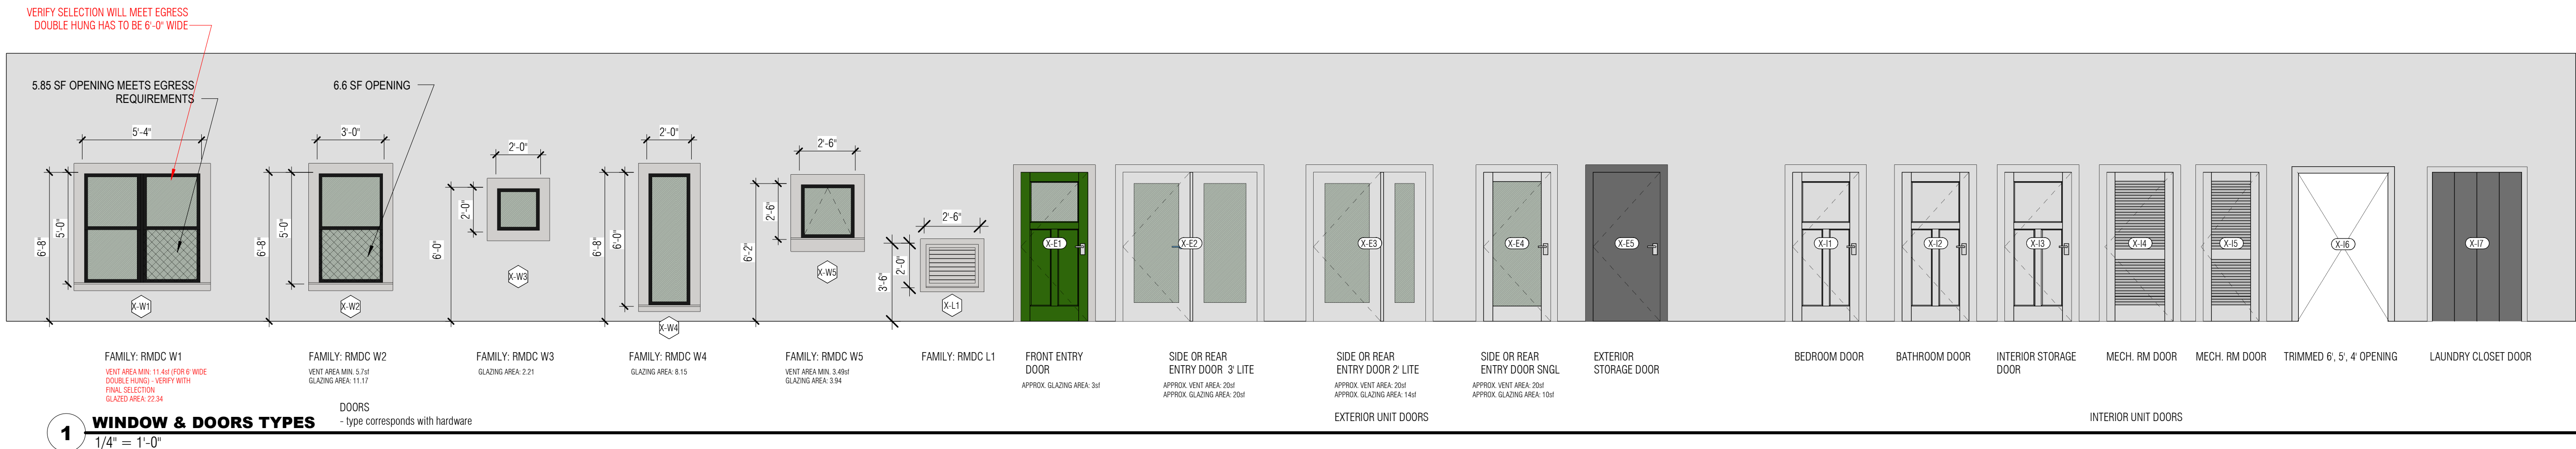 VERIFY SELECTION WILL MEET EGRESS
DOUBLE HUNG HAS TO BE 6'-0" WIDE
5.85 SF OPENING MEETS EGRESS
REQUIREMENTS
6.6 SF OPENING
5'-4"
6'-8"
5'-0"
X-W1
3'-0"
6'-8"
5'-0"
X-W2
2'-0"
6'-0"
2'-0"
X-W3
2'-0"
6'-8"
6'-0"
X-W4
2'-6"
6'-2"
2'-6"
X-W5
2'-6"
3'-6"
2'-0"
X-L1
X-E1
X-E2
X-E3
X-E4
X-E5
X-I1
X-I2
X-I3
X-I4
X-I5
X-I6
X-I7
FAMILY: RMDC W1
VENT AREA MIN: 11.4sf (FOR 6' WIDE
DOUBLE HUNG) - VERIFY WITH
FINAL SELECTION.
GLAZED AREA: 22.34
FAMILY: RMDC W2
VENT AREA MIN. 5.7sf
GLAZING AREA: 11.17
FAMILY: RMDC W3
GLAZING AREA: 2.21
FAMILY: RMDC W4
GLAZING AREA: 8.15
FAMILY: RMDC W5
VENT AREA MIN. 3.49sf
GLAZING AREA: 3.94
FAMILY: RMDC L1
FRONT ENTRY
DOOR
APPROX. GLAZING AREA: 3sf
SIDE OR REAR
ENTRY DOOR 3' LITE
APPROX. VENT AREA: 20sf
APPROX. GLAZING AREA: 20sf
SIDE OR REAR
ENTRY DOOR 2' LITE
APPROX. VENT AREA: 20sf
APPROX. GLAZING AREA: 14sf
SIDE OR REAR
ENTRY DOOR SNGL
APPROX. VENT AREA: 20sf
APPROX. GLAZING AREA: 10sf
EXTERIOR
STORAGE DOOR
BEDROOM DOOR
BATHROOM DOOR
INTERIOR STORAGE
DOOR
MECH. RM DOOR
MECH. RM DOOR
TRIMMED 6', 5', 4' OPENING
LAUNDRY CLOSET DOOR
DOORS
- type corresponds with hardware
EXTERIOR UNIT DOORS
INTERIOR UNIT DOORS
1
WINDOW & DOORS TYPES
1/4" = 1'-0"